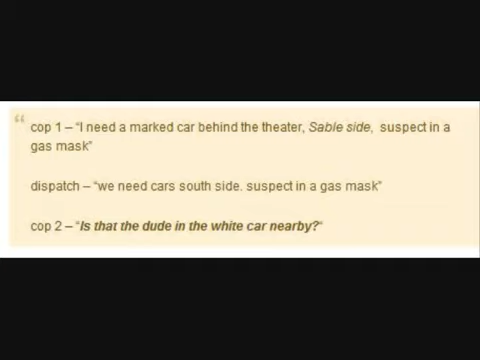 “
cop 1 – “I need a marked car behind the theater, Sable side, suspect in a
gas mask”
dispatch – “we need cars south side. suspect in a gas mask”
cop 2 – “Is that the dude in the white car nearby?“